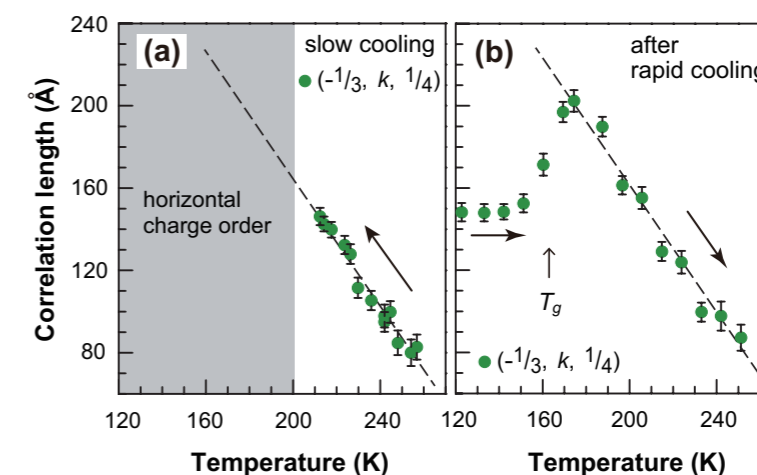 240
200
160
120
80
Correlation length (Å)
(a)
slow cooling
(-1/3, k, 1/4)
horizontal
charge order
120 160 200 240
Temperature (K)
(b)
after
rapid cooling
Tg
(-1/3, k, 1/4)
120 160 200 240
Temperature (K)